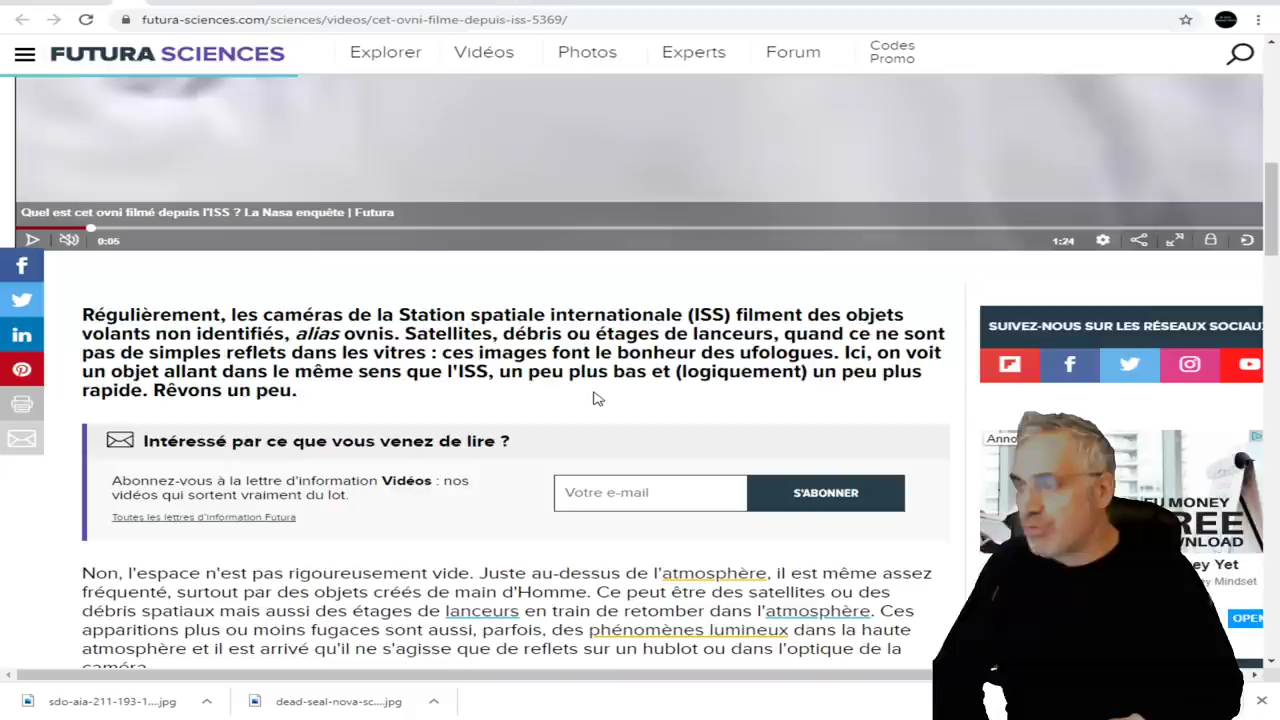 futura-sciences.com/sciences/videos/cet-ovni-filme-depuis-iss-5369/
FUTURA SCIENCES
Explorer
Vidéos
Photos
Experts
Forum
Codes
Promo
Quel est cet ovni filmé depuis l'ISS ? La Nasa enquête | Futura
0:05
1:24
Régulièrement, les caméras de la Station spatiale internationale (ISS) filment des objets
volants non identifiés, alias ovnis. Satellites, débris ou étages de lanceurs, quand ce ne sont
pas de simples reflets dans les vitres : ces images font le bonheur des ufologues. Ici, on voit
un objet allant dans le même sens que l'ISS, un peu plus bas et (logiquement) un peu plus
rapide. Rêvons un peu.
SUIVEZ-NOUS SUR LES RÉSEAUX SOCIAUX
Intéressé par ce que vous venez de lire ?
Abonnez-vous à la lettre d'information Vidéos : nos
vidéos qui sortent vraiment du lot.
Toutes les lettres d'information Futura
Votre e-mail
S'ABONNER
Anno
MONEY
OPEN
Mindset
Non, l'espace n'est pas rigoureusement vide. Juste au-dessus de l'atmosphère, il est même assez
fréquenté, surtout par des objets créés de main d'Homme. Ce peut être des satellites ou des
débris spatiaux mais aussi des étages de lanceurs en train de retomber dans l'atmosphère. Ces
apparitions plus ou moins fugaces sont aussi, parfois, des phénomènes lumineux dans la haute
atmosphère et il est arrivé qu'il ne s'agisse que de reflets sur un hublot ou dans l'optique de la
caméra.
sdo-aia-211-193-1....jpg
dead-seal-nova-sc....jpg